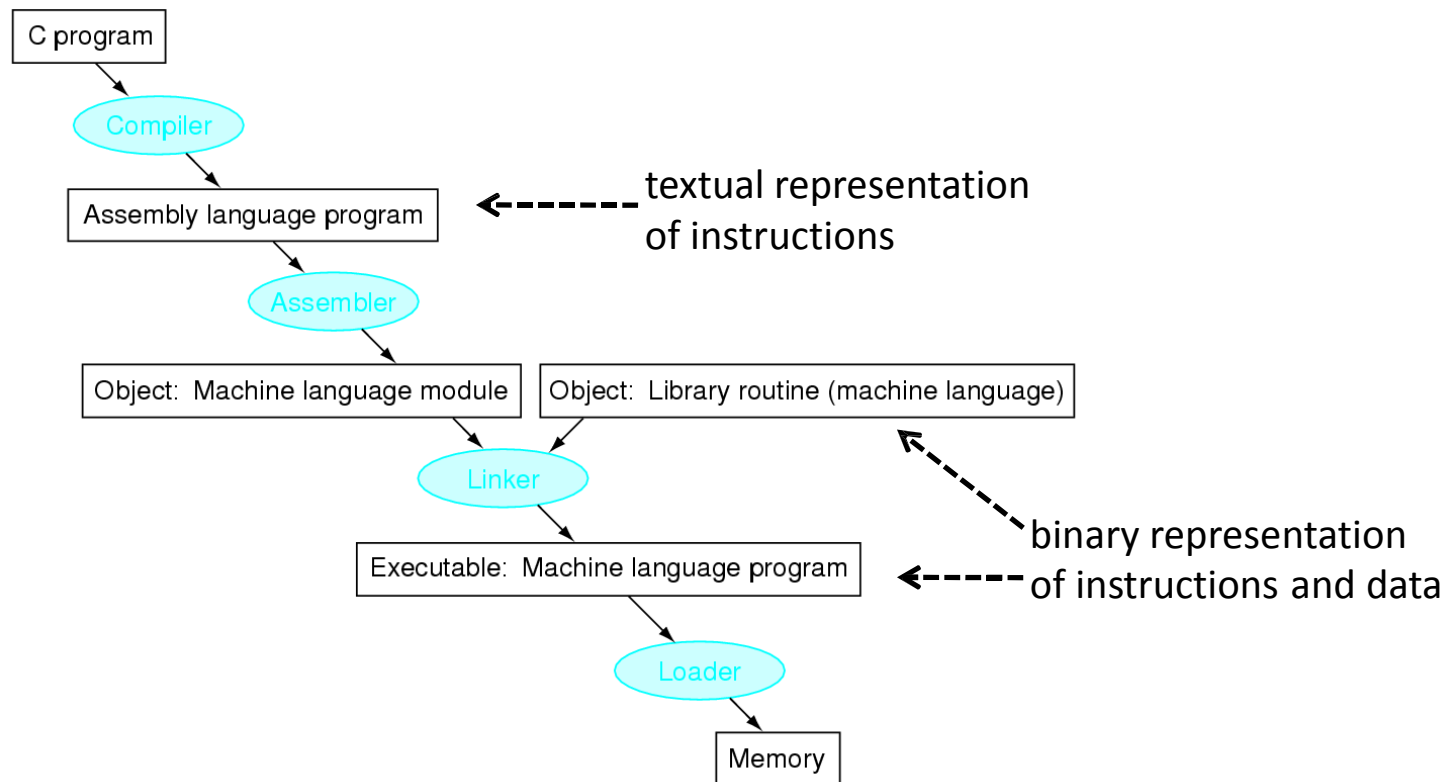 C program
Compiler
textual representation
of instructions
Assembly language program
Assembler
Object: Machine language module
Object: Library routine (machine language)
Linker
binary representation
of instructions and data
Executable: Machine language program
Loader
Memory